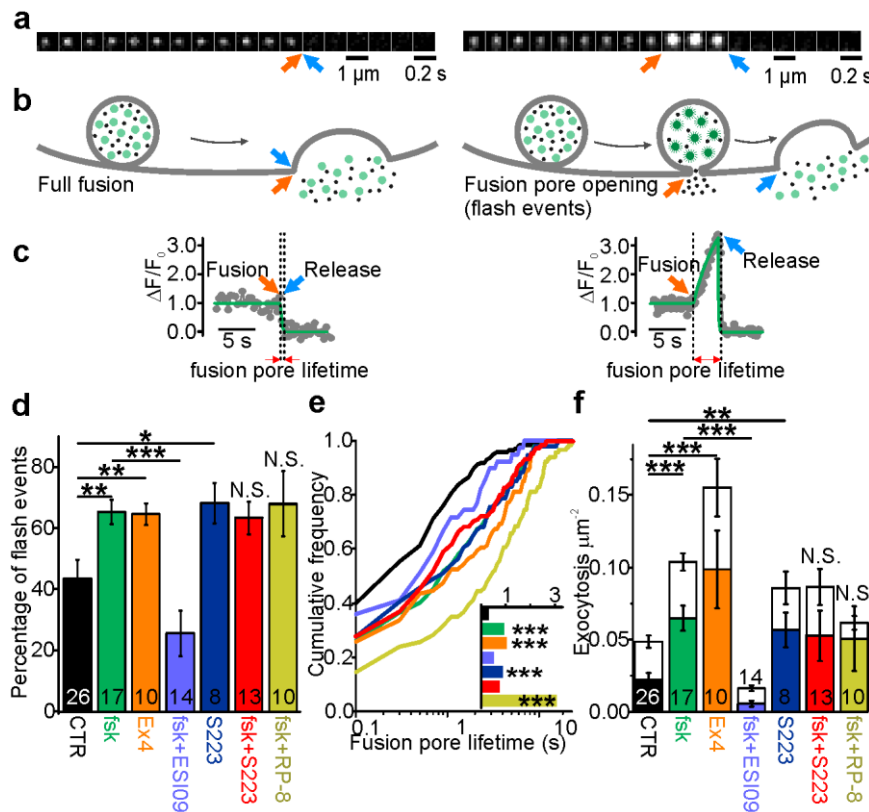 a
1 µm 0.2 s
1 µm 0.2 s
b
Full fusion
Fusion pore opening
(flash events)
c
ΔF/F0
3.0
2.0
1.0
0.0
Fusion
Release
5 s
fusion pore lifetime
ΔF/F0
3.0
2.0
1.0
0.0
Fusion
Release
5 s
fusion pore lifetime
d
Percentage of flash events
80
60
40
20
0
*
***
**
**
N.S.
N.S.
26
17
10
14
8
13
10
CTR
fsk
Ex4
fsk+ESI09
S223
fsk+S223
fsk+RP-8
e
Cumulative frequency
1.0
0.8
0.6
0.4
0.2
0.0
0.1
1
10
Fusion pore lifetime (s)
1
3
***
***
***
***
f
Exocytosis µm-2
0.15
0.10
0.05
0.00
**
***
***
***
N.S.
N.S
26
17
10
14
8
13
10
CTR
fsk
Ex4
fsk+ESI09
S223
fsk+S223
fsk+RP-8